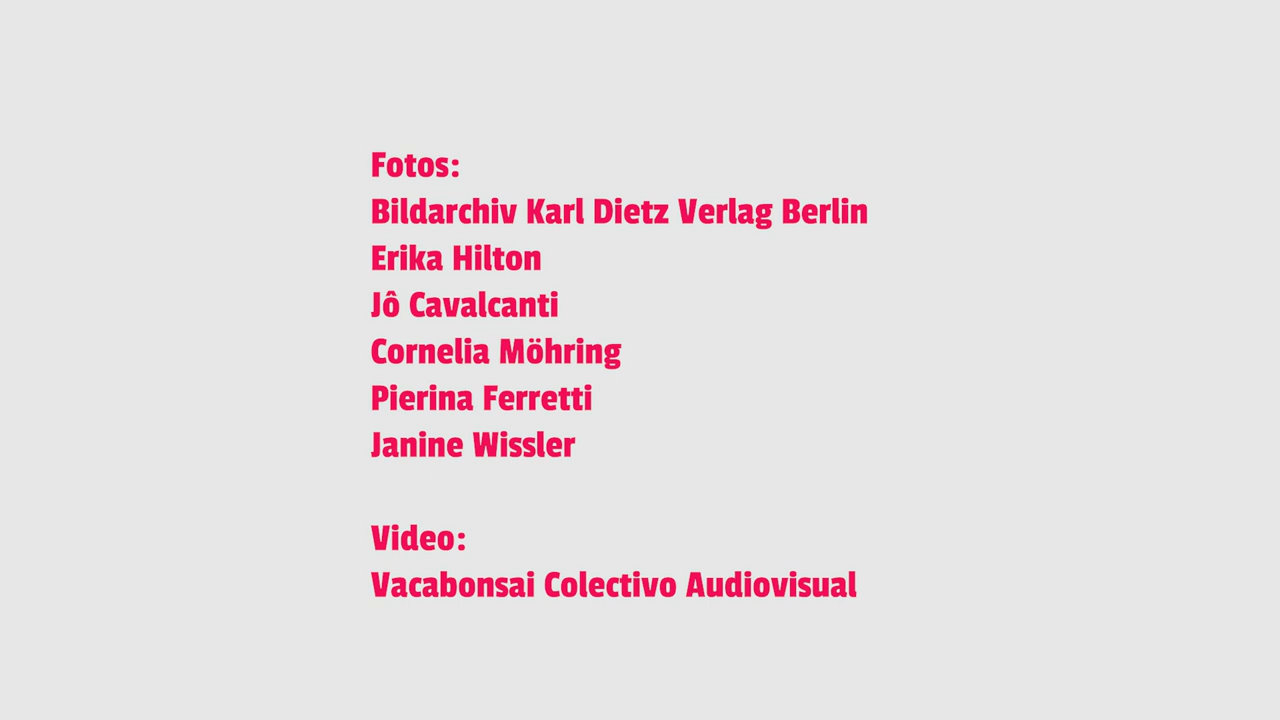 Fotos:
Bildarchiv Karl Dietz Verlag Berlin
Erika Hilton
Jô Cavalcanti
Cornelia Möhring
Pierina Ferretti
Janine Wissler
Video:
Vacabonsai Colectivo Audiovisual